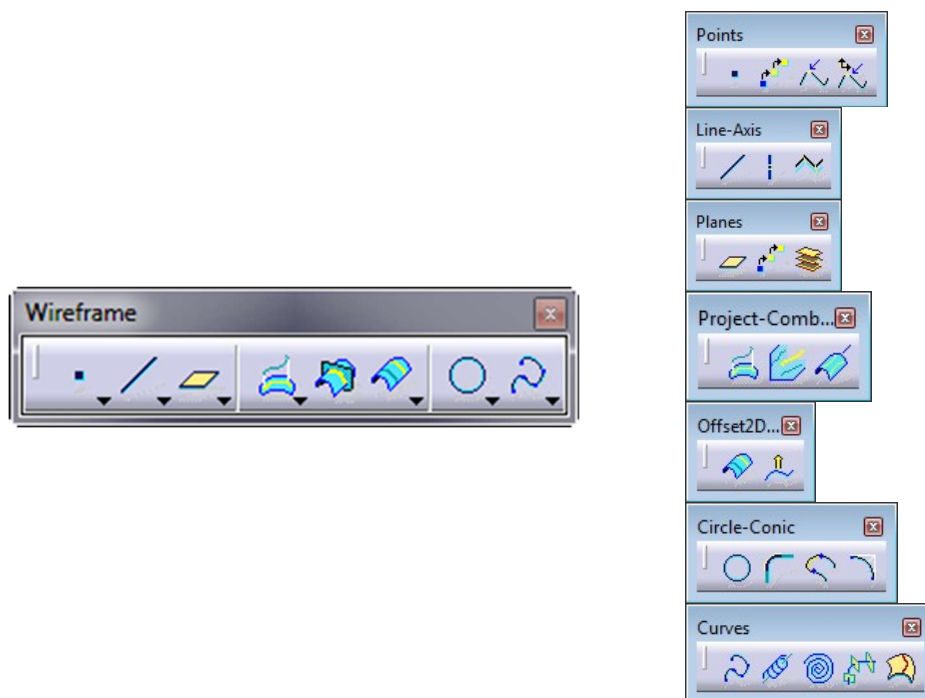 Wireframe
Points
Line-Axis
Planes
Project-Comb...
Offset2D...
Circle-Conic
Curves